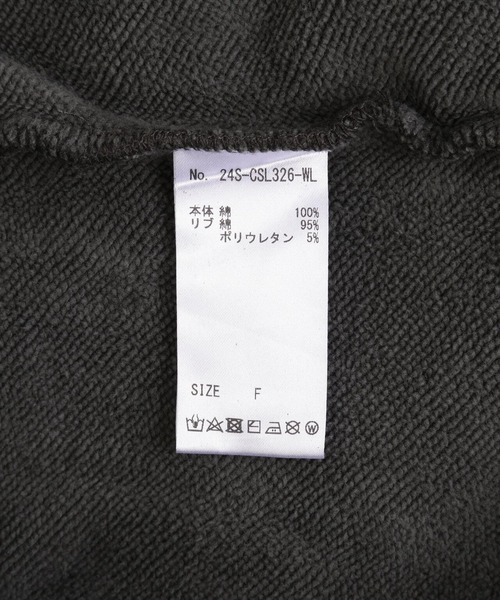 No. 24S-CSL326-WL
本体 綿 100%
リブ 綿 95%
ポリウレタン 5%
SIZE F
W